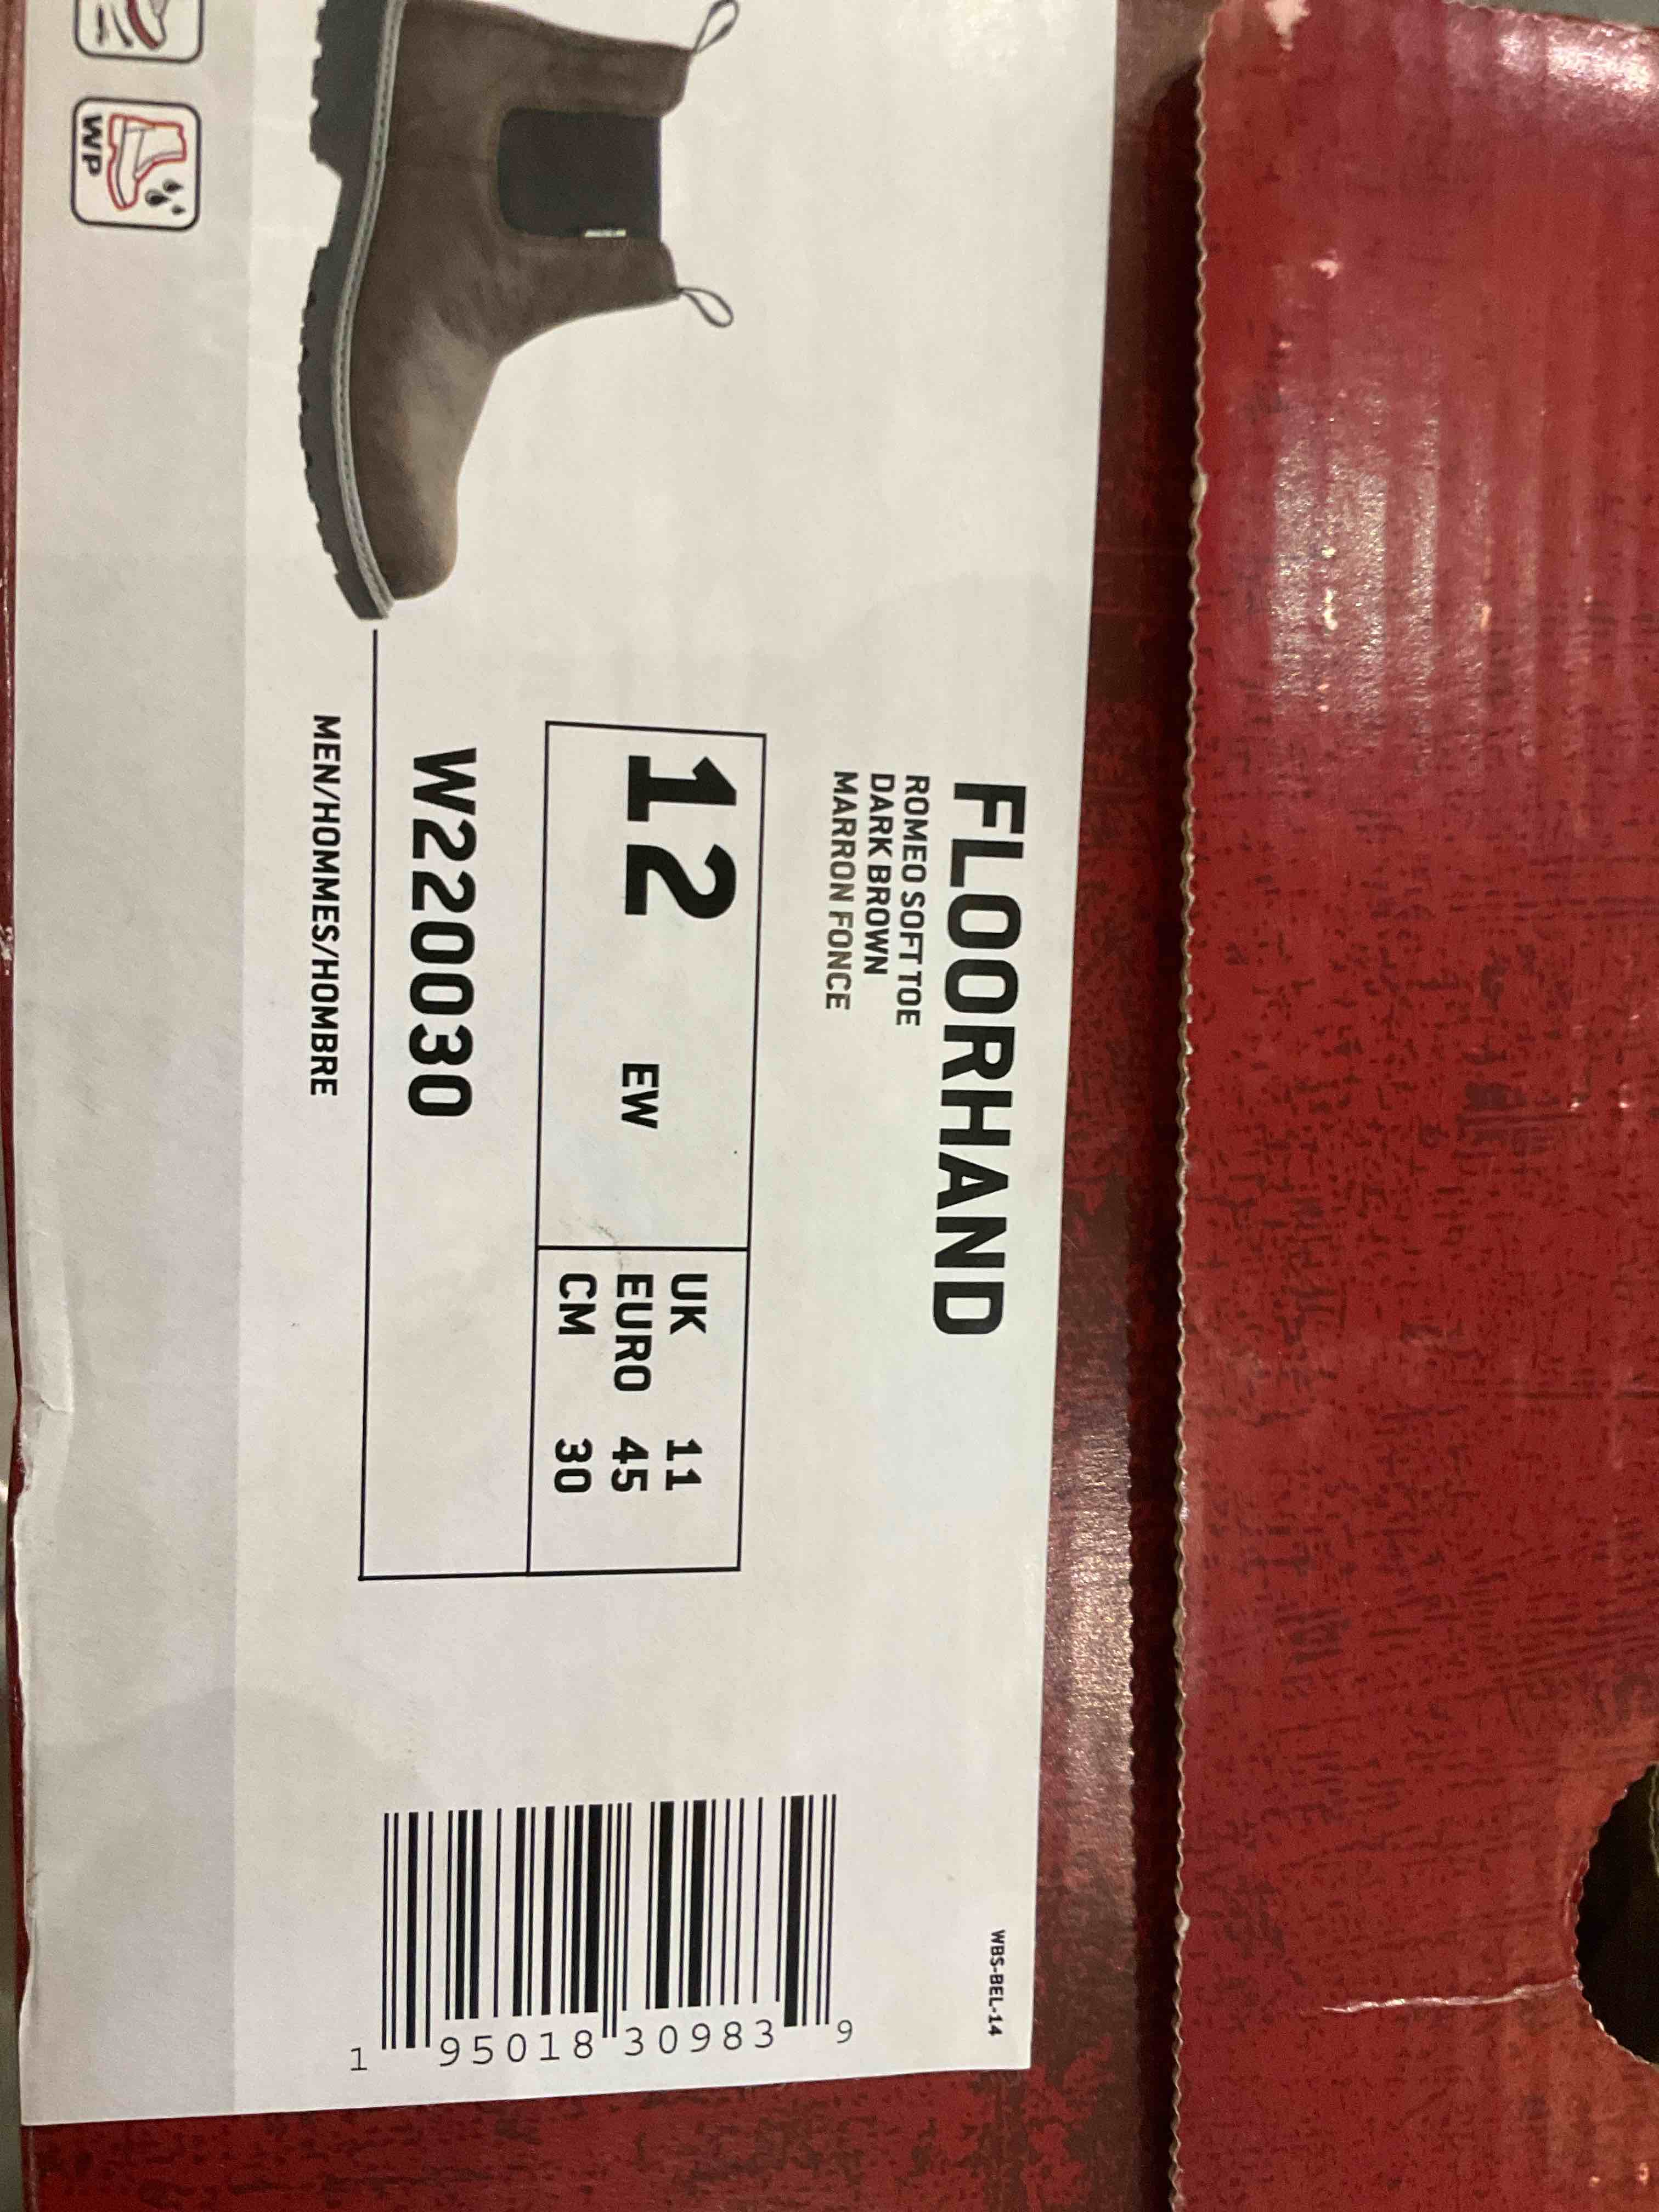 WP
FLOORHAND
ROMEO SOFT TOE
DARK BROWN
MARRON FONCE
12 EW
UK 11
EURO 45
CM 30
W220030
MEN/HOMMES/HOMBRE
WBS-BEL-14
1 95018 30983 9